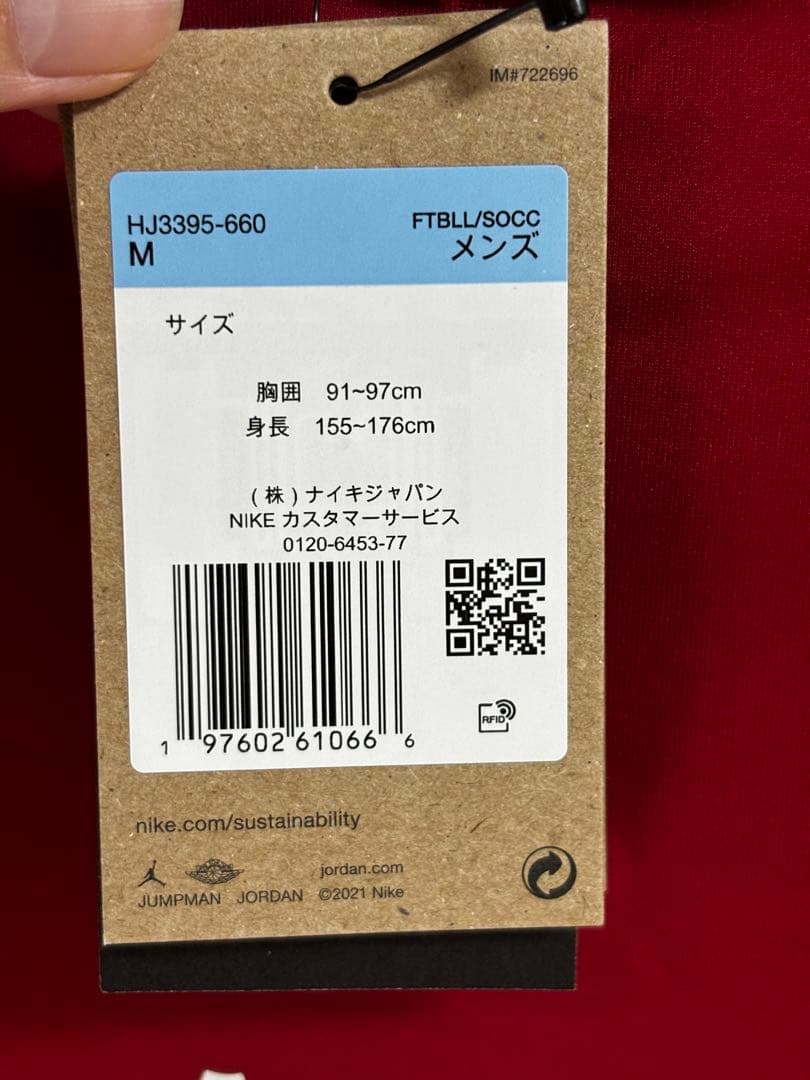 IM#722696
HJ3395-660
FTBLL/SOCC
M
メンズ
サイズ
胸囲 91~97cm
身長 155~176cm
(株)ナイキジャパン
NIKE カスタマーサービス
0120-6453-77
RFID
1 97602 61066 6
nike.com/sustainability
jordan.com
JUMPMAN JORDAN ©2021 Nike